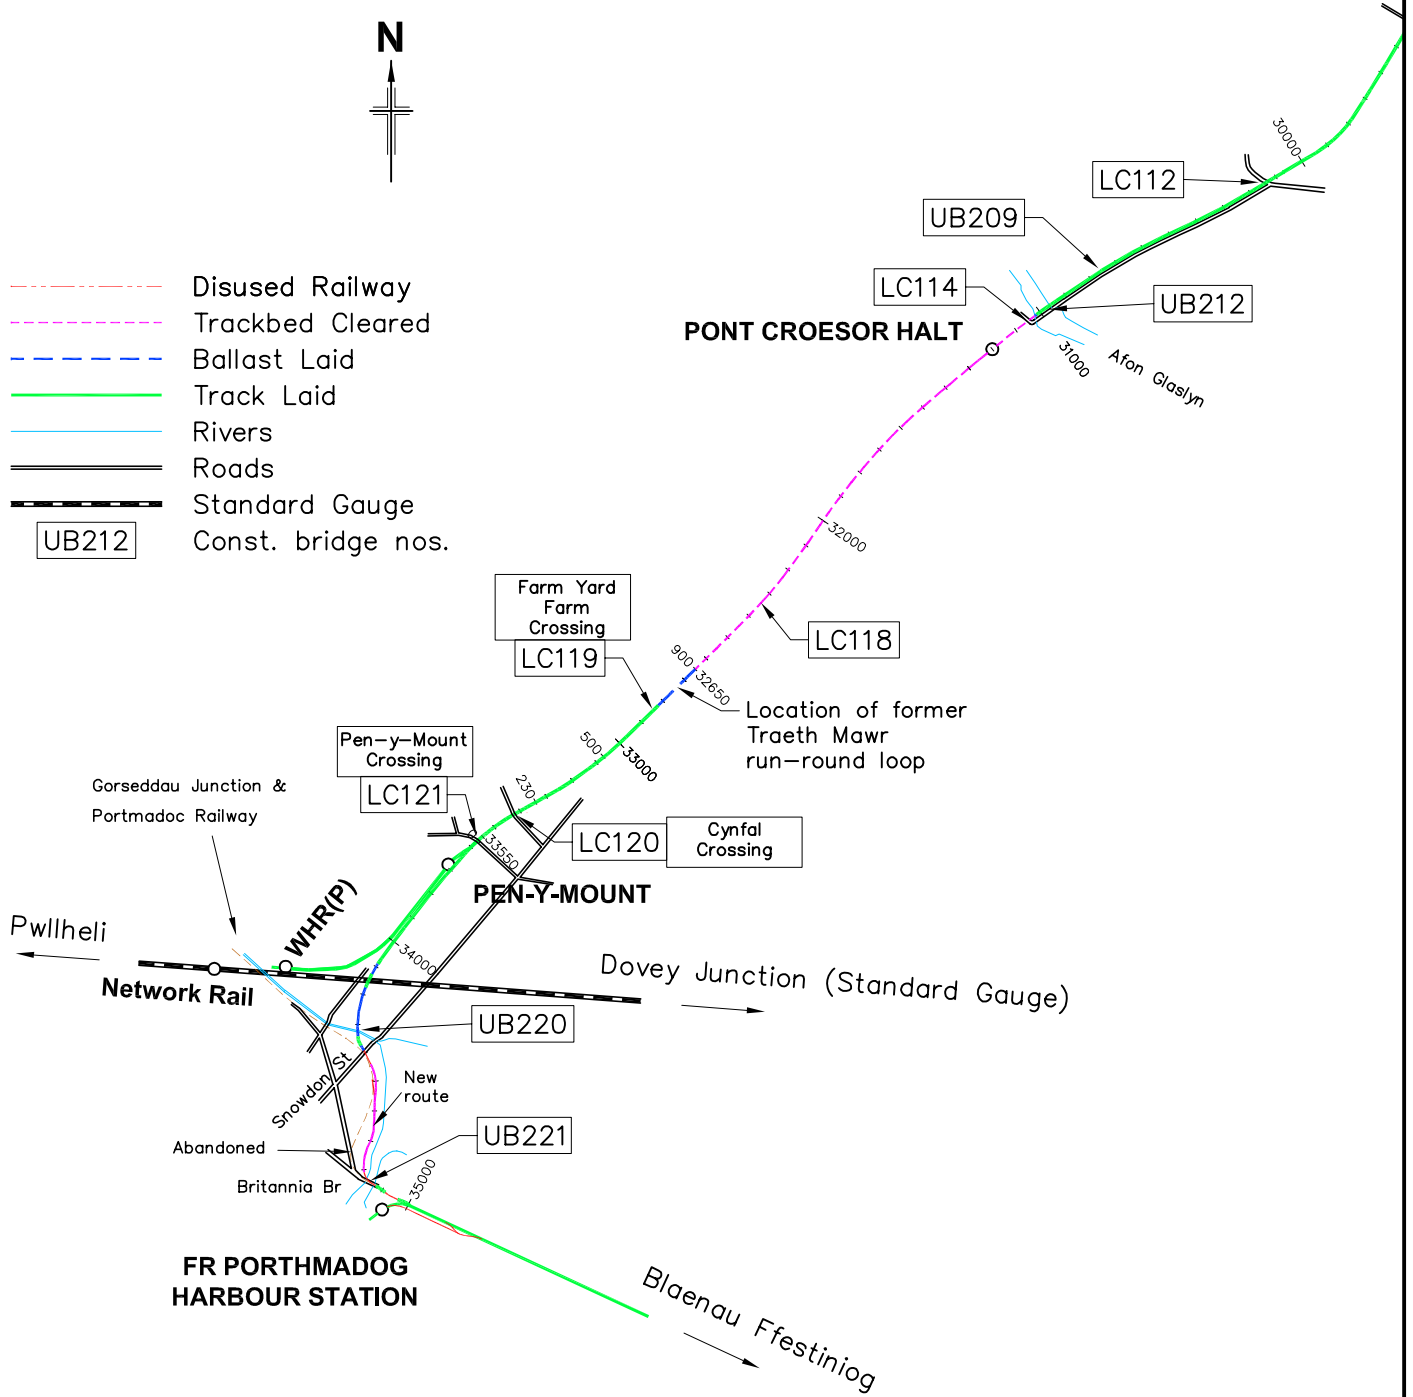 N
30000
LC112
UB209
LC114
UB212
PONT CROESOR HALT
31000
Afon Glaslyn
Disused Railway
Trackbed Cleared
Ballast Laid
Track Laid
Rivers
Roads
Standard Gauge
UB212
Const. bridge nos.
32000
Farm Yard
Farm
Crossing
LC119
LC118
900
32650
Location of former
Traeth Mawr
run-round loop
500
33000
Pen-y-Mount
Crossing
LC121
230
Gorseddau Junction &
Portmadoc Railway
LC120
Cynfal
Crossing
33550
PEN-Y-MOUNT
WHR(P)
Pwllheli
34000
Network Rail
Dovey Junction (Standard Gauge)
UB220
Snowdon St
New
route
UB221
Abandoned
Britannia Br
35000
FR PORTHMADOG
HARBOUR STATION
Blaenau Ffestiniog